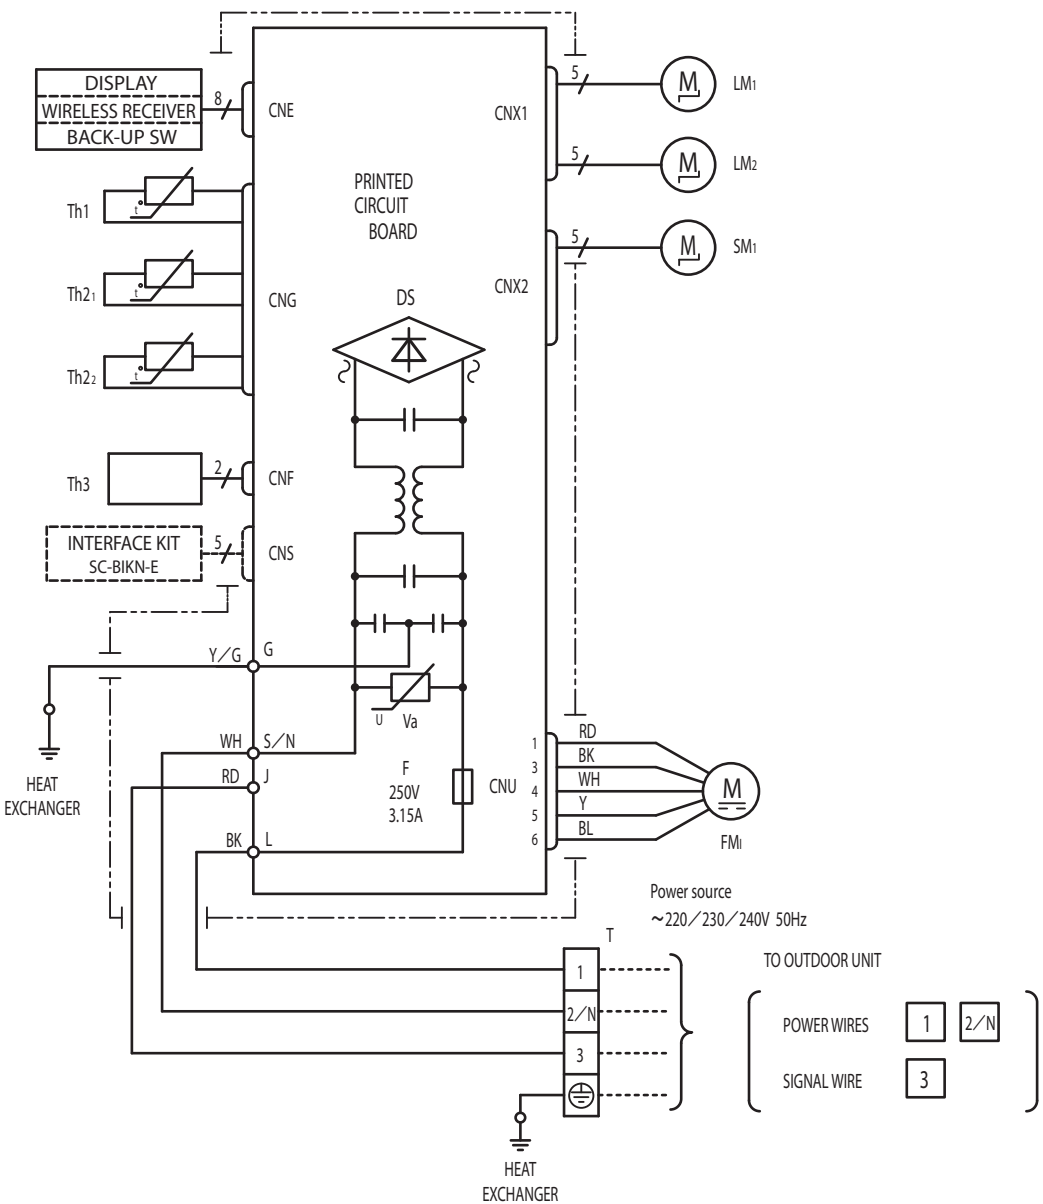 DISPLAY
WIRELESS RECEIVER
BACK-UP SW
8
CNE
CNX1
5
M
LM1
5
M
LM2
PRINTED
CIRCUIT
BOARD
Th1
t°
5
M
SM1
CNX2
Th21
t°
CNG
DS
Th22
t°
Th3
2
CNF
INTERFACE KIT
SC-BIKN-E
5
CNS
Y/G
G
U
Va
HEAT
EXCHANGER
WH
S/N
RD
J
BK
L
F
250V
3.15A
CNU
1
3
4
5
6
RD
BK
WH
Y
BL
M
FMI
Power source
~220/230/240V 50Hz
T
1
2/N
3
TO OUTDOOR UNIT
POWER WIRES
1
2/N
SIGNAL WIRE
3
HEAT
EXCHANGER